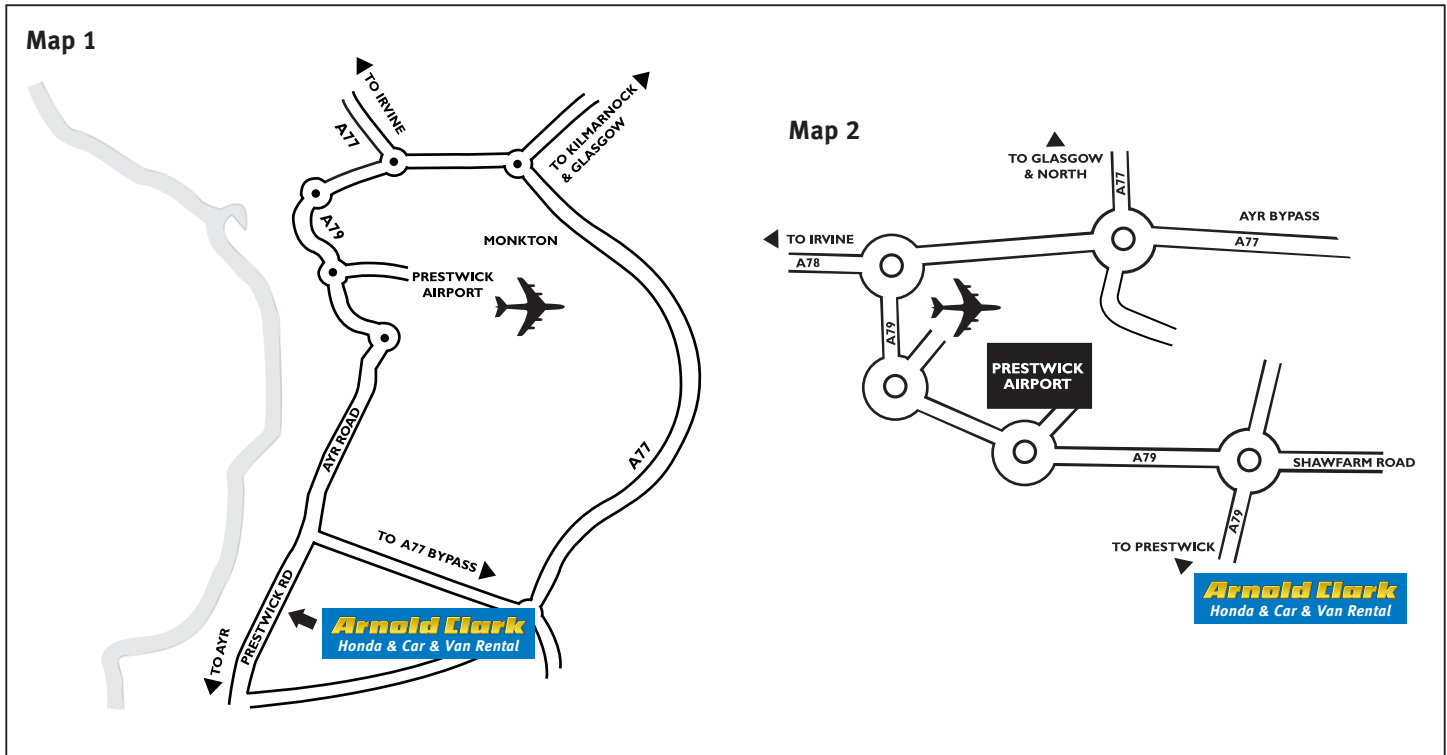 Map 1
TO IRVINE
A77
TO KILMARNOCK
& GLASGOW
A79
MONKTON
PRESTWICK
AIRPORT
AYR ROAD
A77
TO A77 BYPASS
PRESTWICK RD
TO AYR
Arnold Clark
Honda & Car & Van Rental
Map 2
TO GLASGOW
& NORTH
A77
AYR BYPASS
A77
TO IRVINE
A78
A79
PRESTWICK
AIRPORT
A79
SHAWFARM ROAD
A79
TO PRESTWICK
Arnold Clark
Honda & Car & Van Rental